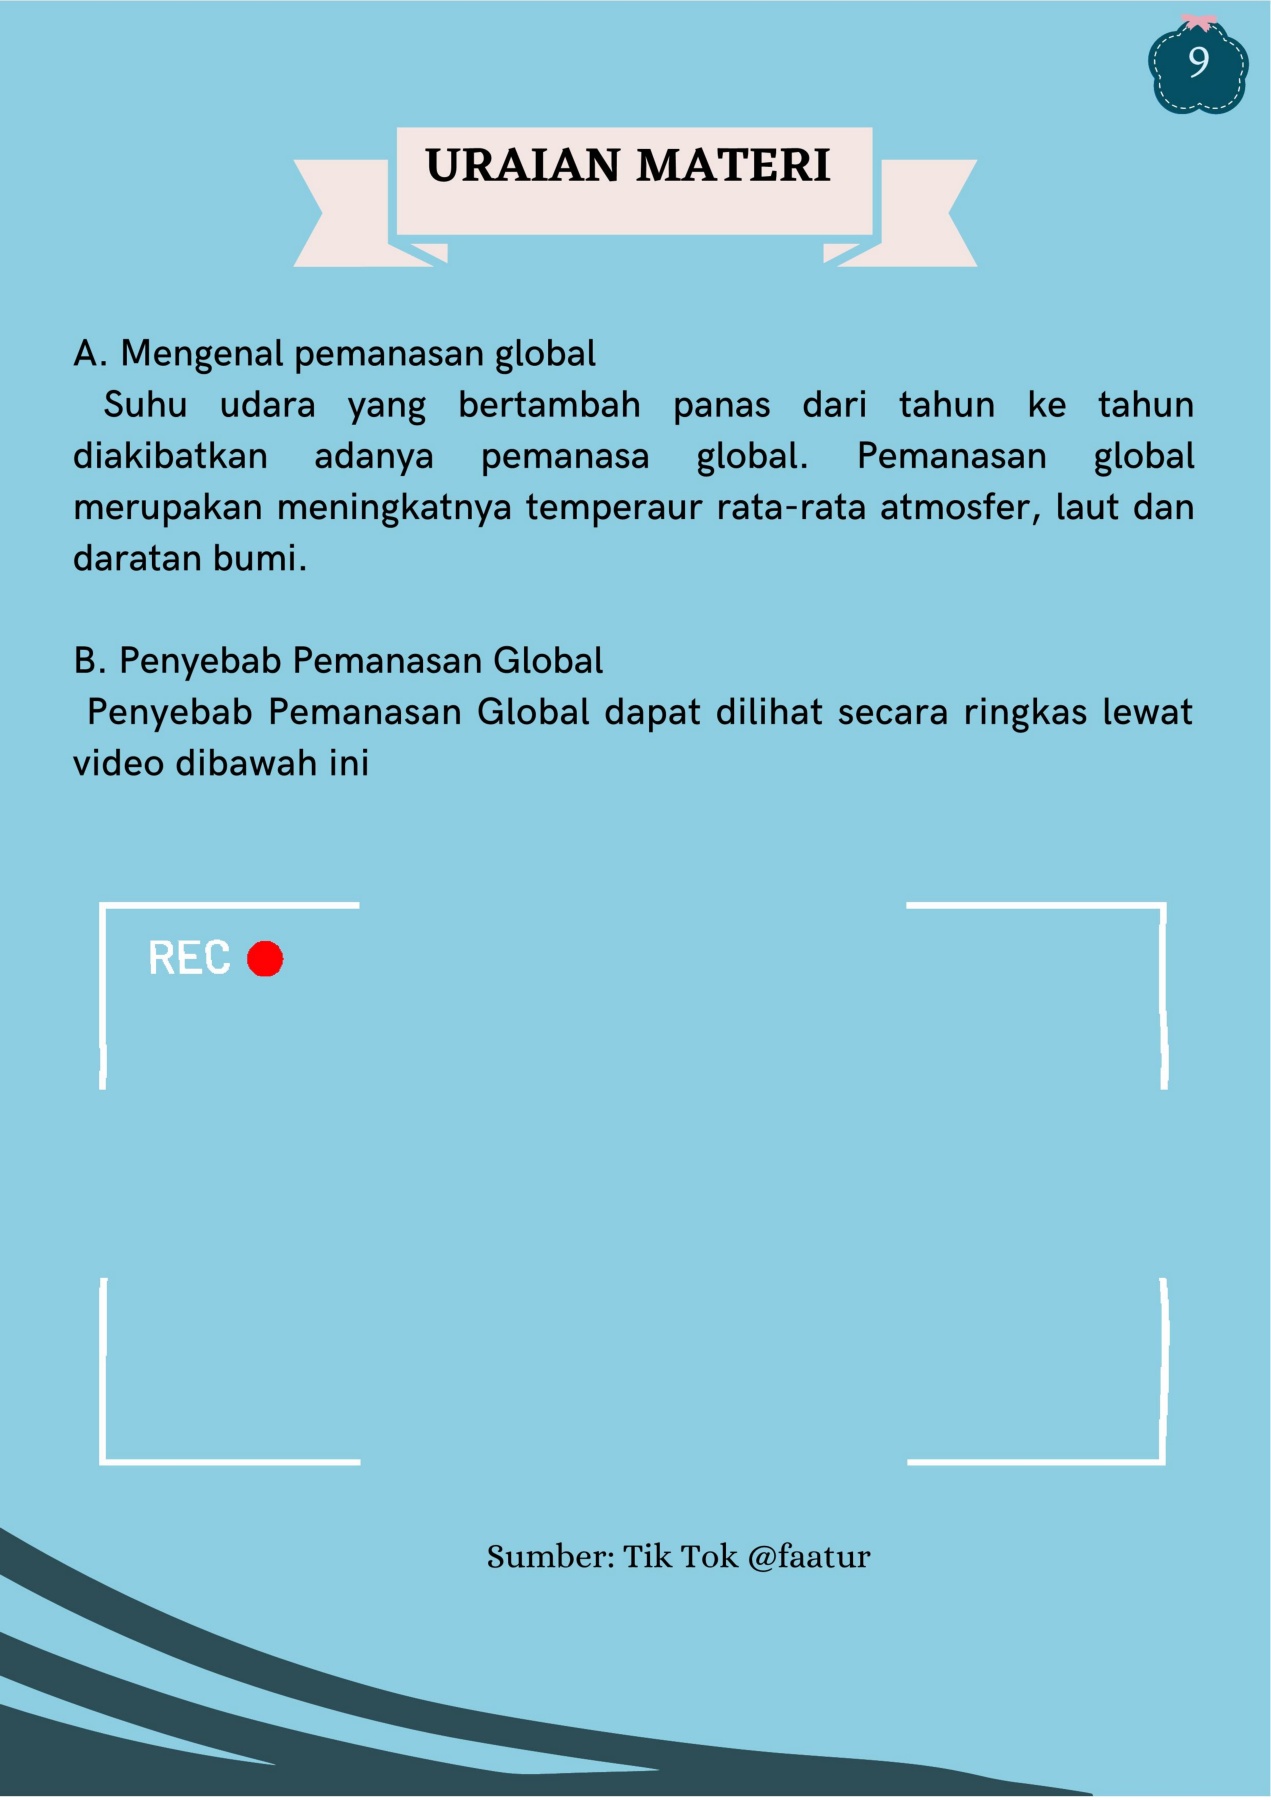 9
URAIAN MATERI
A. Mengenal pemanasan global
Suhu udara yang bertambah panas dari tahun ke tahun
diakibatkan adanya pemanasa global. Pemanasan global
merupakan meningkatnya temperaur rata-rata atmosfer, laut dan
daratan bumi.
B. Penyebab Pemanasan Global
Penyebab Pemanasan Global dapat dilihat secara ringkas lewat
video dibawah ini
REC
Sumber: Tik Tok @faatur